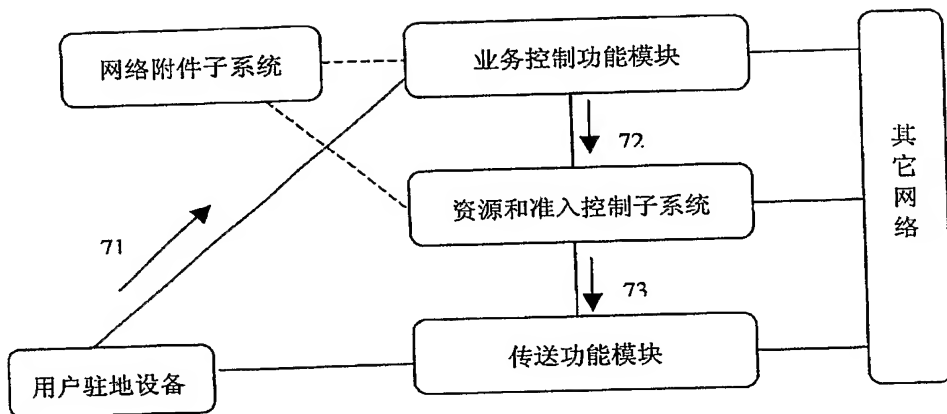 业务控制功能模块
网络附件子系统
其它网络
72
资源和准入控制子系统
71
73
传送功能模块
用户驻地设备